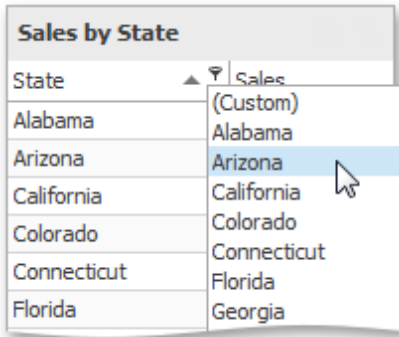 Sales by State
State Sales
Alabama
Arizona
California
Colorado
Connecticut
Florida
(Custom)
Alabama
Arizona
California
Colorado
Connecticut
Florida
Georgia